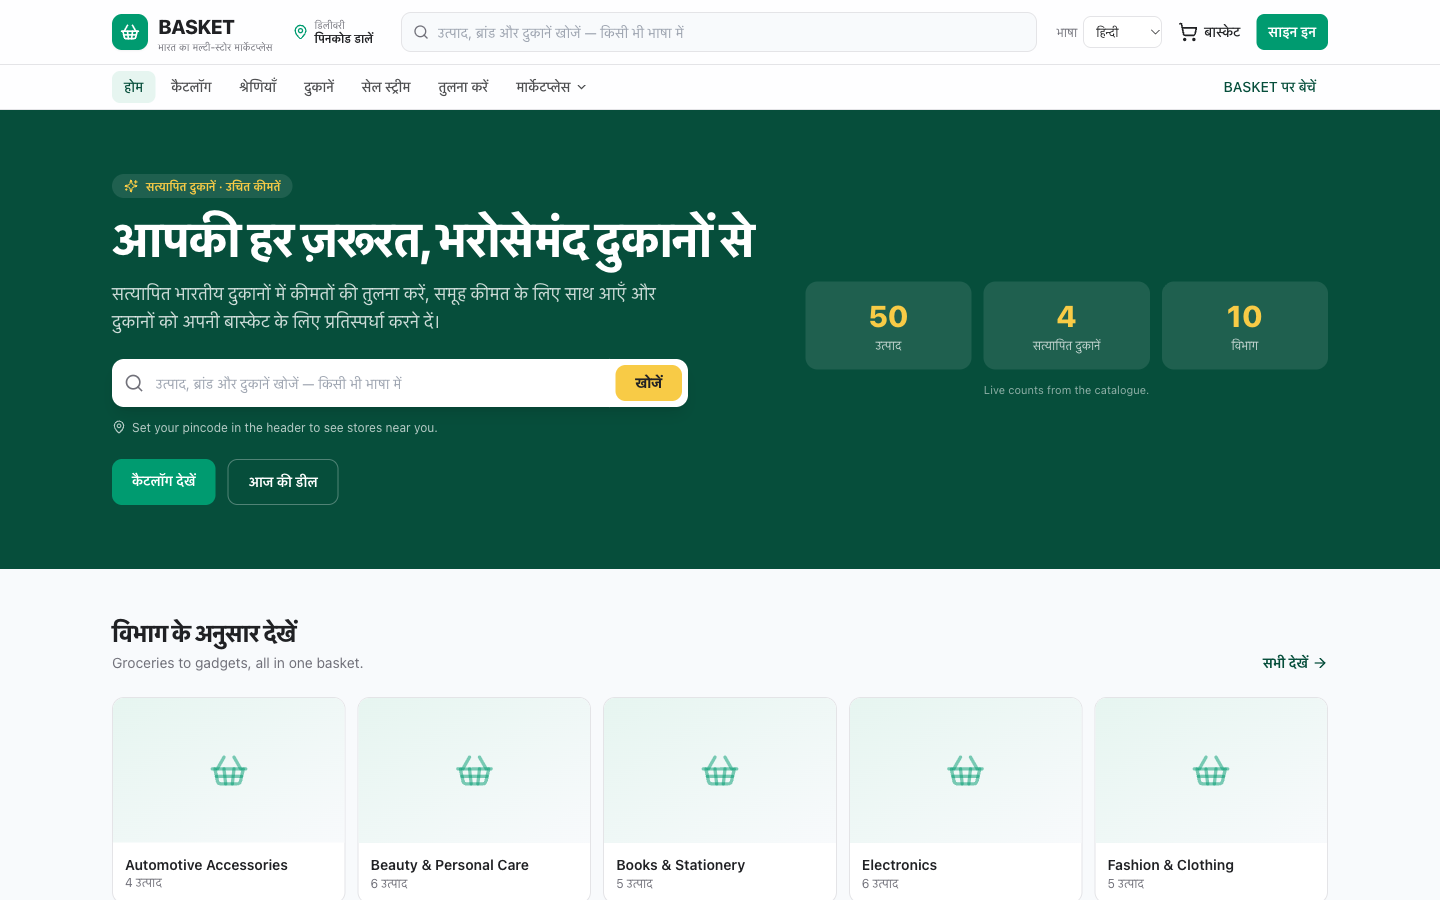 BASKET
भारत का मल्टी-स्टोर मार्केटप्लेस
डिलीवरी
पिनकोड डालें
उत्पाद, ब्रांड और दुकानें खोजें — किसी भी भाषा में
भाषा
हिन्दी
बास्केट
साइन इन
होम
कैटलॉग
श्रेणियाँ
दुकानें
सेल स्ट्रीम
तुलना करें
मार्केटप्लेस
BASKET पर बेचें
सत्यापित दुकानें · उचित कीमतें
आपकी हर ज़रूरत, भरोसेमंद दुकानों से
सत्यापित भारतीय दुकानों में कीमतों की तुलना करें, समूह कीमत के लिए साथ आएँ और
दुकानों को अपनी बास्केट के लिए प्रतिस्पर्धा करने दें।
उत्पाद, ब्रांड और दुकानें खोजें — किसी भी भाषा में
खोजें
Set your pincode in the header to see stores near you.
कैटलॉग देखें
आज की डील
50
उत्पाद
4
सत्यापित दुकानें
10
विभाग
Live counts from the catalogue.
विभाग के अनुसार देखें
Groceries to gadgets, all in one basket.
सभी देखें
Automotive Accessories
4 उत्पाद
Beauty & Personal Care
6 उत्पाद
Books & Stationery
5 उत्पाद
Electronics
6 उत्पाद
Fashion & Clothing
5 उत्पाद